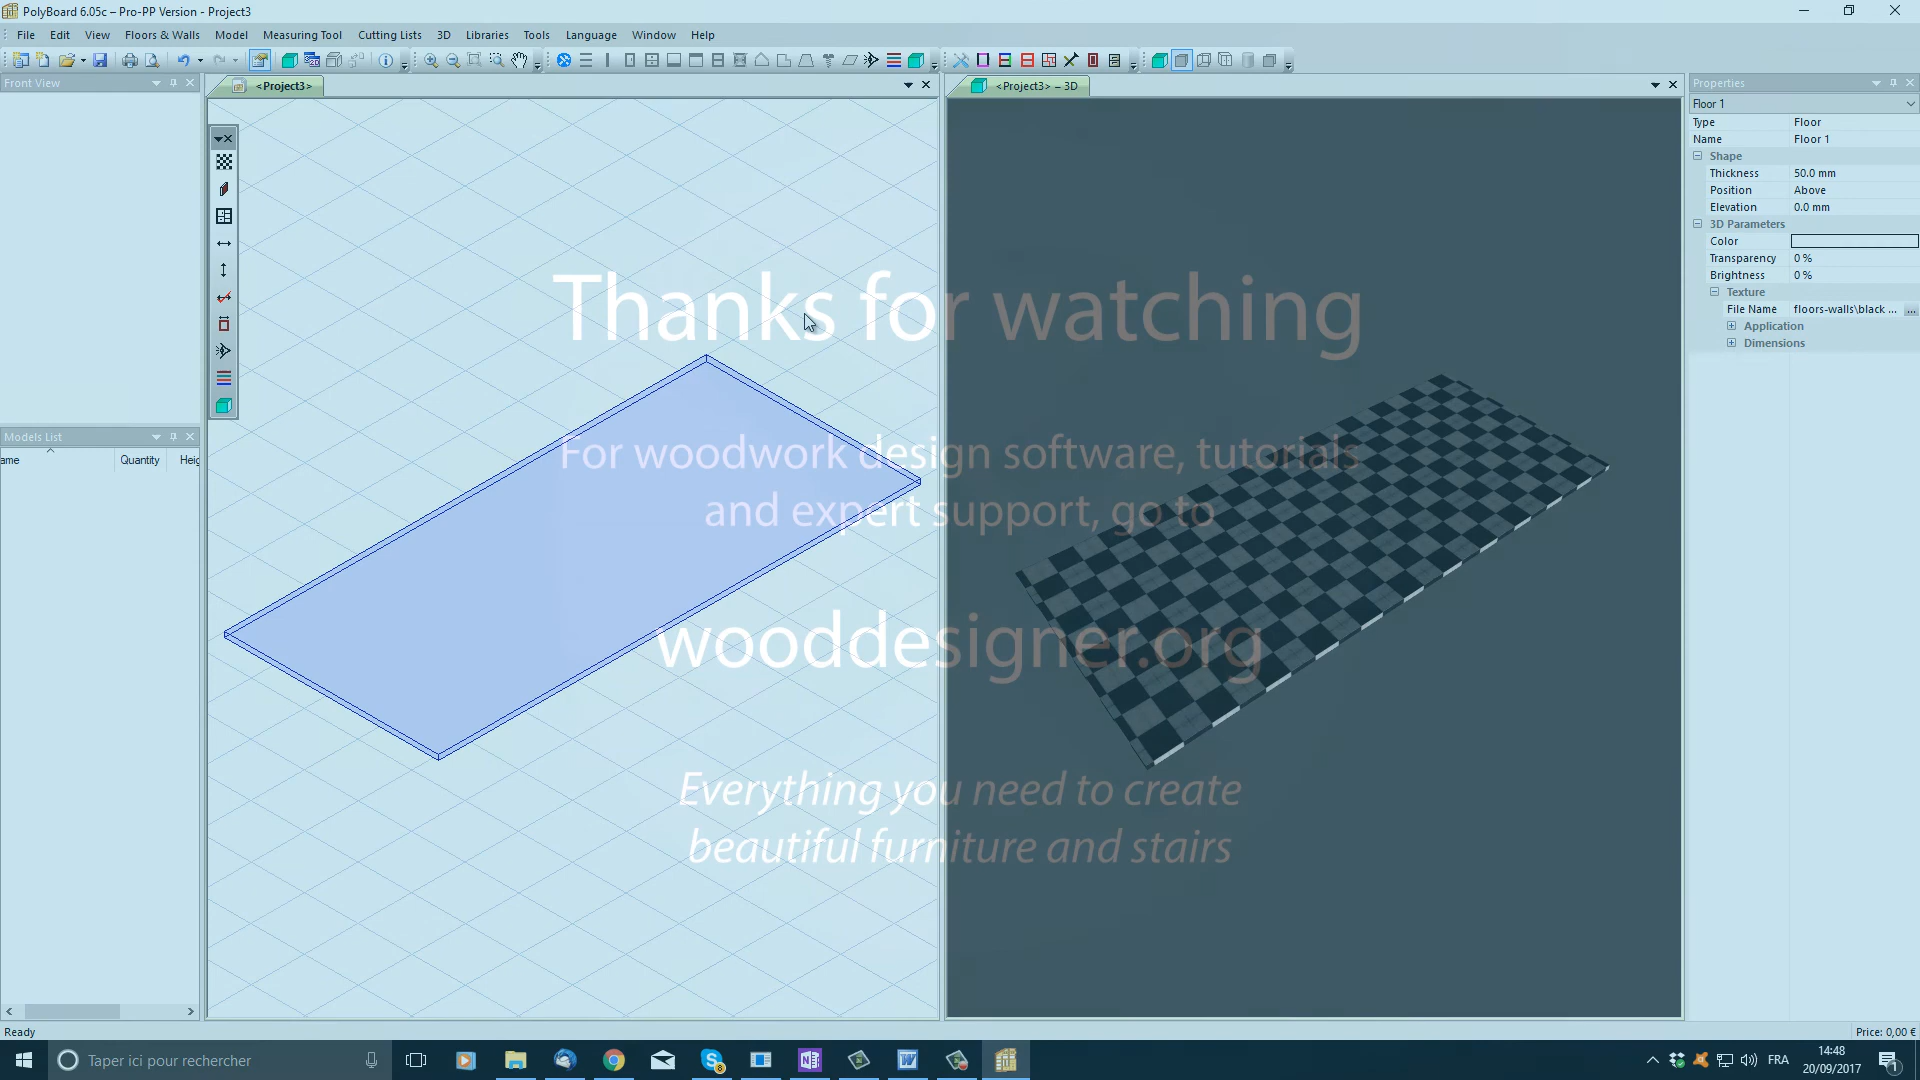 PolyBoard 6.05c – Pro-PP Version - Project3
File Edit View Floors & Walls Model Measuring Tool Cutting Lists 3D Libraries Tools Language Window Help
Front View
<Project3>
<Project3> – 3D
Properties
Floor 1
Type Floor
Name Floor 1
Shape
Thickness 50.0 mm
Position Above
Elevation 0.0 mm
3D Parameters
Color
Transparency 0 %
Brightness 0 %
Texture
File Name floors-walls\black ... ...
Application
Dimensions
Thanks for watching
For woodwork design software, tutorials
and expert support, go to
wooddesigner.org
Everything you need to create
beautiful furniture and stairs
Models List
ame Quantity Heig
Ready
Price: 0,00 €
Taper ici pour rechercher
8
FRA
14:48
20/09/2017
1